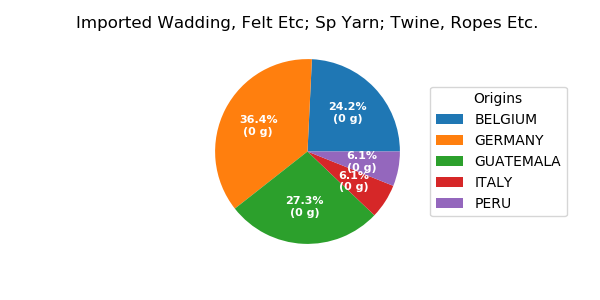 Imported Wadding, Felt Etc; Sp Yarn; Twine, Ropes Etc.
24.2%
(0 g)
36.4%
(0 g)
27.3%
(0 g)
6.1%
(0 g)
6.1%
(0 g)
Origins
BELGIUM
GERMANY
GUATEMALA
ITALY
PERU